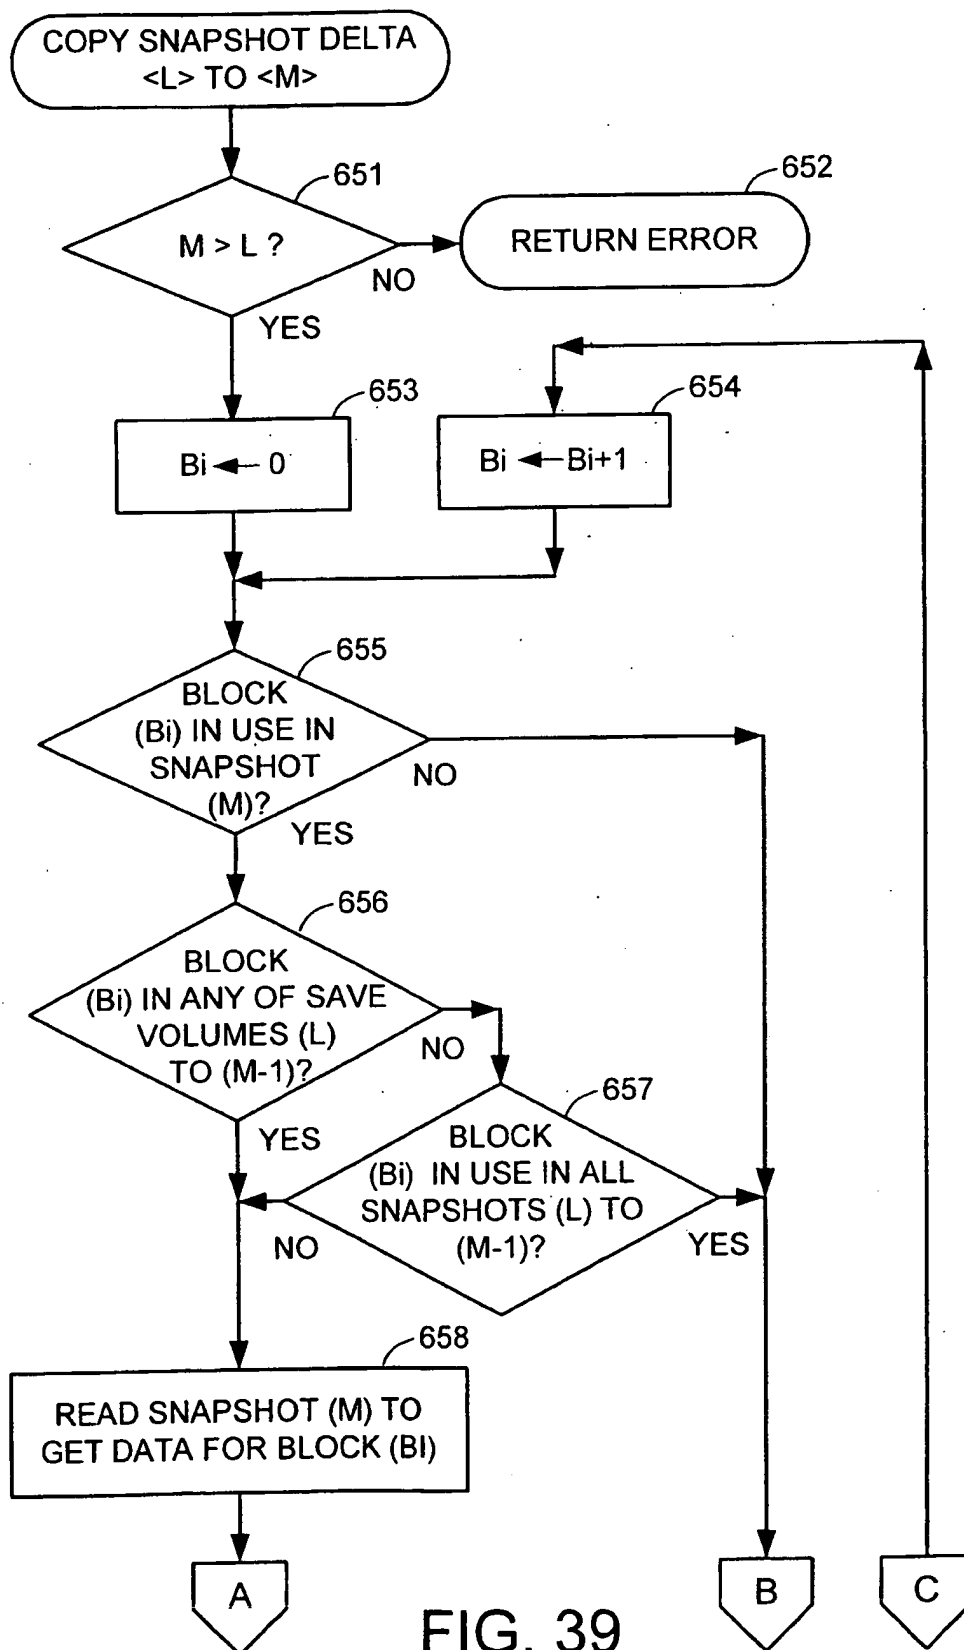 COPY SNAPSHOT DELTA
<L> TO <M>
651
M > L ?
NO
YES
652
RETURN ERROR
653
Bi ← 0
654
Bi ← Bi+1
655
BLOCK
(Bi) IN USE IN
SNAPSHOT
(M)?
NO
YES
656
BLOCK
(Bi) IN ANY OF SAVE
VOLUMES (L)
TO (M-1)?
NO
YES
657
BLOCK
(Bi) IN USE IN ALL
SNAPSHOTS (L) TO
(M-1)?
NO
YES
658
READ SNAPSHOT (M) TO
GET DATA FOR BLOCK (BI)
A
B
C
FIG. 39